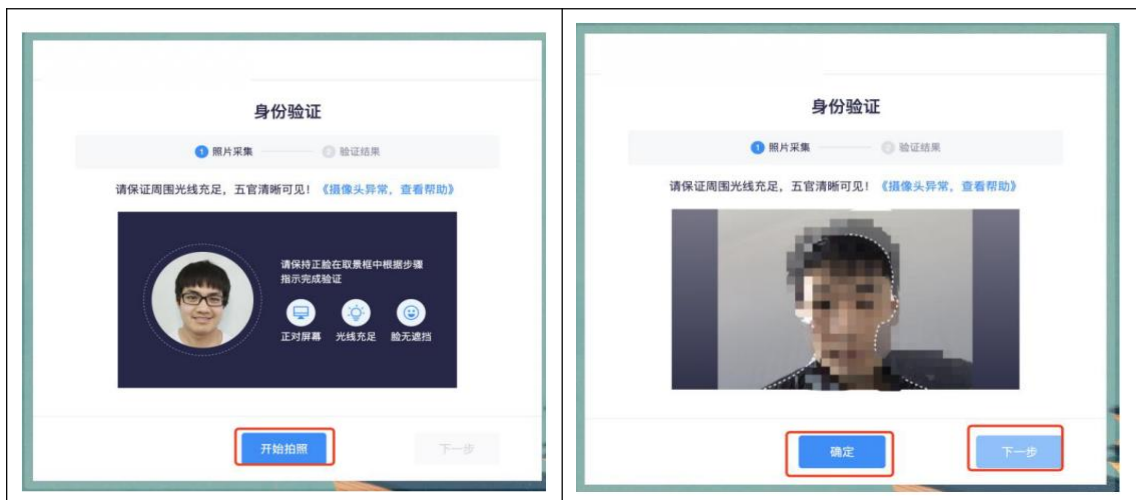 身份验证
1 照片采集 2 验证结果
请保证周围光线充足，五官清晰可见！《摄像头异常，查看帮助》
请保持正脸在取景框中根据步骤
指示完成验证
正对屏幕 光线充足 脸无遮挡
开始拍照 下一步
身份验证
1 照片采集 2 验证结果
请保证周围光线充足，五官清晰可见！《摄像头异常，查看帮助》
确定 下一步